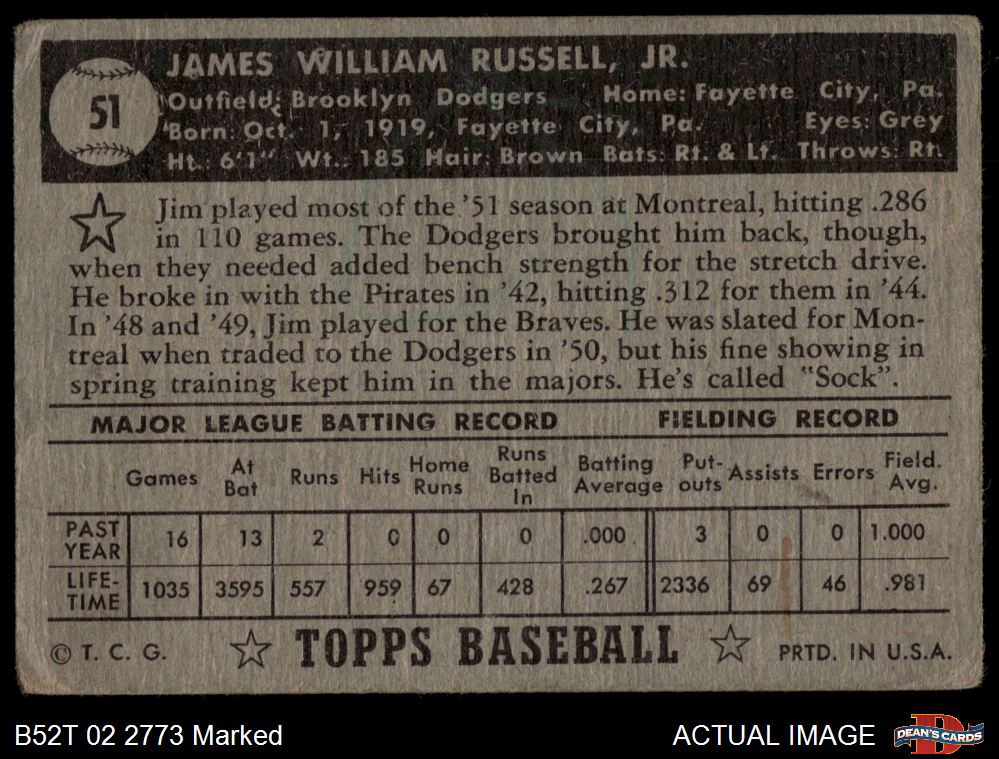 51
JAMES WILLIAM RUSSELL, JR.
Outfield: Brooklyn Dodgers Home: Fayette City, Pa.
Born: Oct. 1, 1919, Fayette City, Pa. Eyes: Grey
Ht.: 6'1" Wt.: 185 Hair: Brown Bats: Rt. & Lf. Throws: Rt.
Jim played most of the '51 season at Montreal, hitting .286
in 110 games. The Dodgers brought him back, though,
when they needed added bench strength for the stretch drive.
He broke in with the Pirates in '42, hitting .312 for them in '44.
In '48 and '49, Jim played for the Braves. He was slated for Mon-
treal when traded to the Dodgers in '50, but his fine showing in
spring training kept him in the majors. He's called "Sock".
MAJOR LEAGUE BATTING RECORD FIELDING RECORD
Games At Bat Runs Hits Home Runs Runs Batted In Batting Average Put-outs Assists Errors Field. Avg.
PAST YEAR 16 13 2 0 0 0 .000 3 0 0 1.000
LIFE-TIME 1035 3595 557 959 67 428 .267 2336 69 46 .981
© T. C. G. TOPPS BASEBALL PRTD. IN U.S.A.
B52T 02 2773 Marked ACTUAL IMAGE DEAN'S CARDS